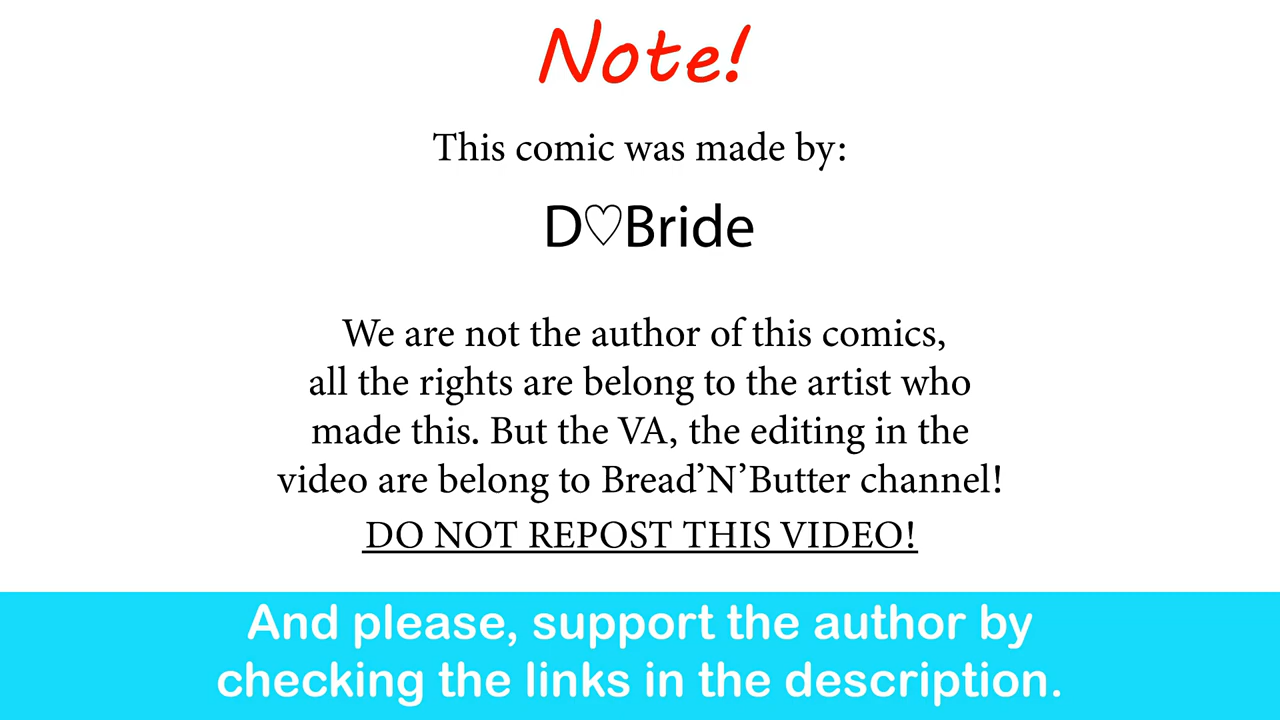 Note!
This comic was made by:
D♡Bride
We are not the author of this comics,
all the rights are belong to the artist who
made this. But the VA, the editing in the
video are belong to Bread’N’Butter channel!
DO NOT REPOST THIS VIDEO!
And please, support the author by
checking the links in the description.